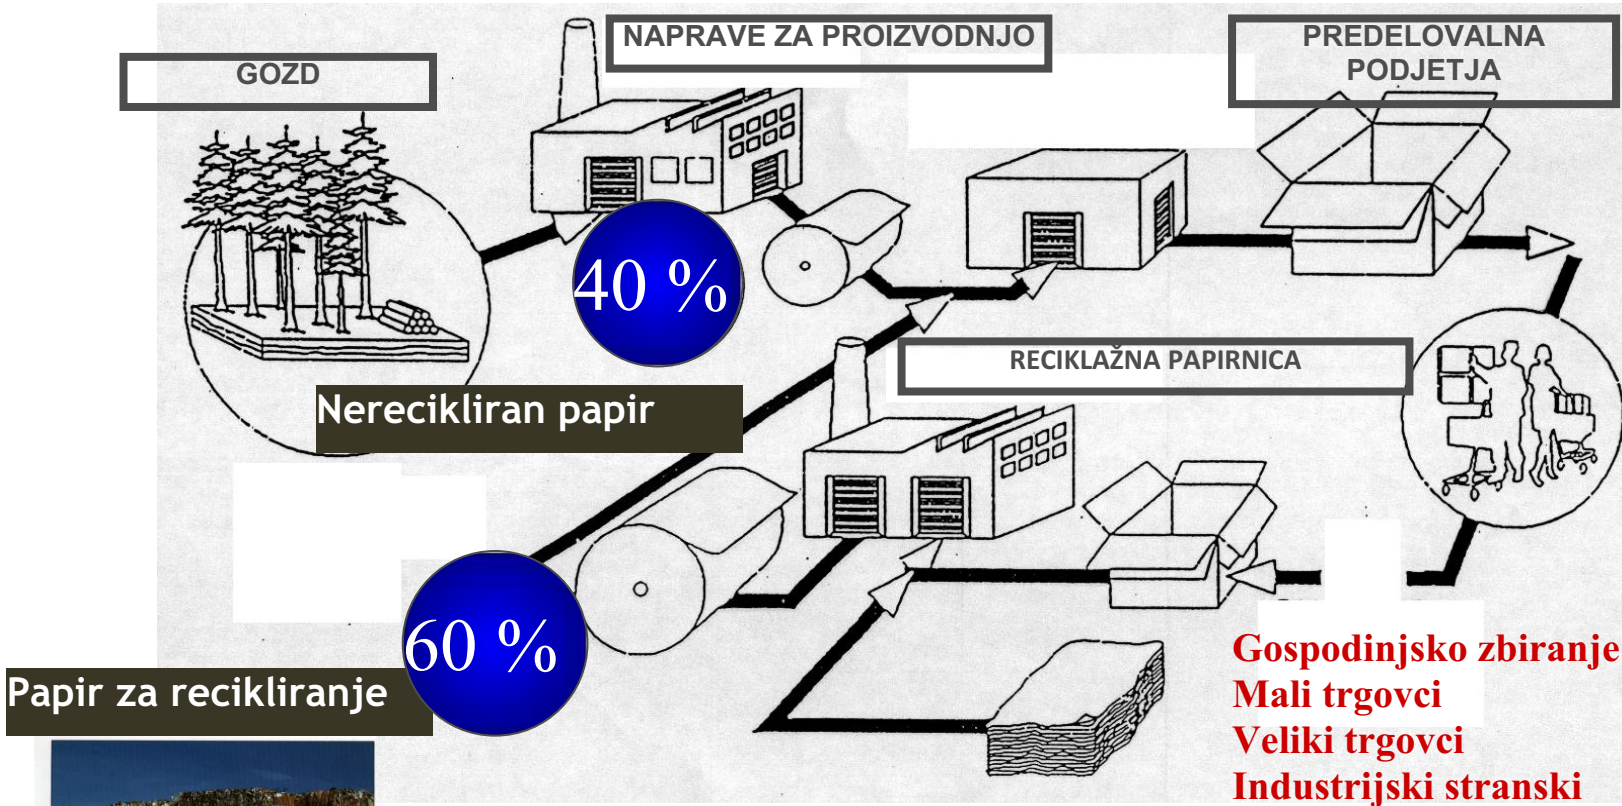 GOZD
NAPRAVE ZA PROIZVODNJO
PREDELOVALNA
PODJETJA
40 %
RECIKLAŽNA PAPIRNICA
Nerecikliran papir
60 %
Papir za recikliranje
Gospodinjsko zbiranje
Mali trgovci
Veliki trgovci
Industrijski stranski